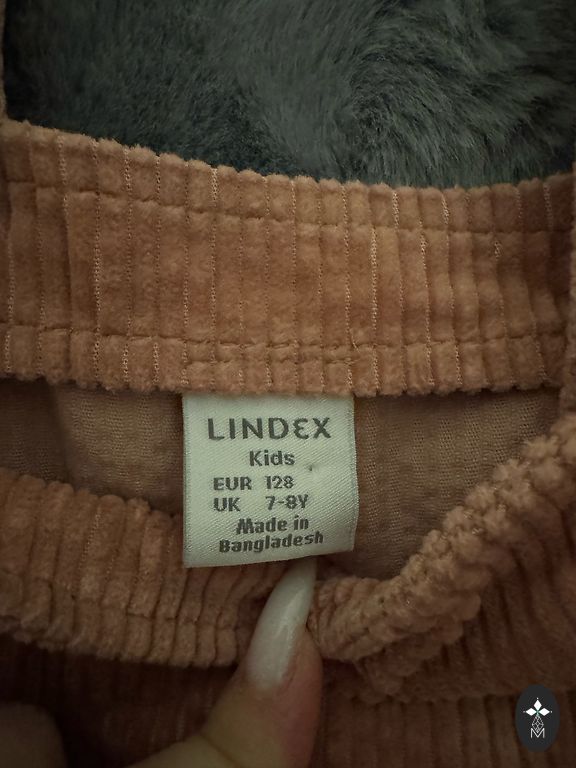 LINDEX
Kids
EUR 128
UK 7-8Y
Made in
Bangladesh
M